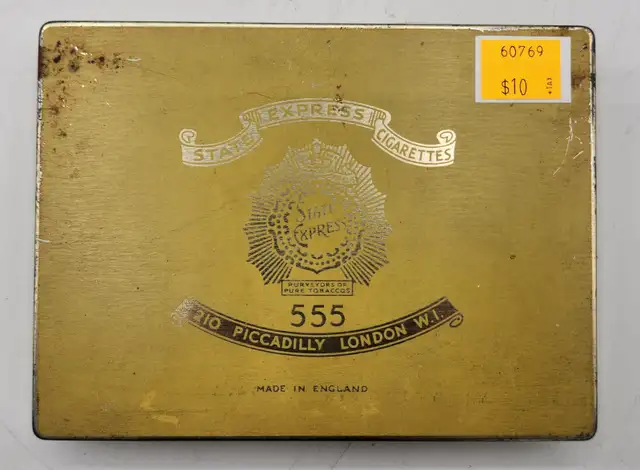 60769
$10 +TAX
STATE EXPRESS CIGARETTES
STATE
EXPRESS
PURVEYORS OF
PURE TOBACCOS
555
210 PICCADILLY LONDON W.1.
MADE IN ENGLAND